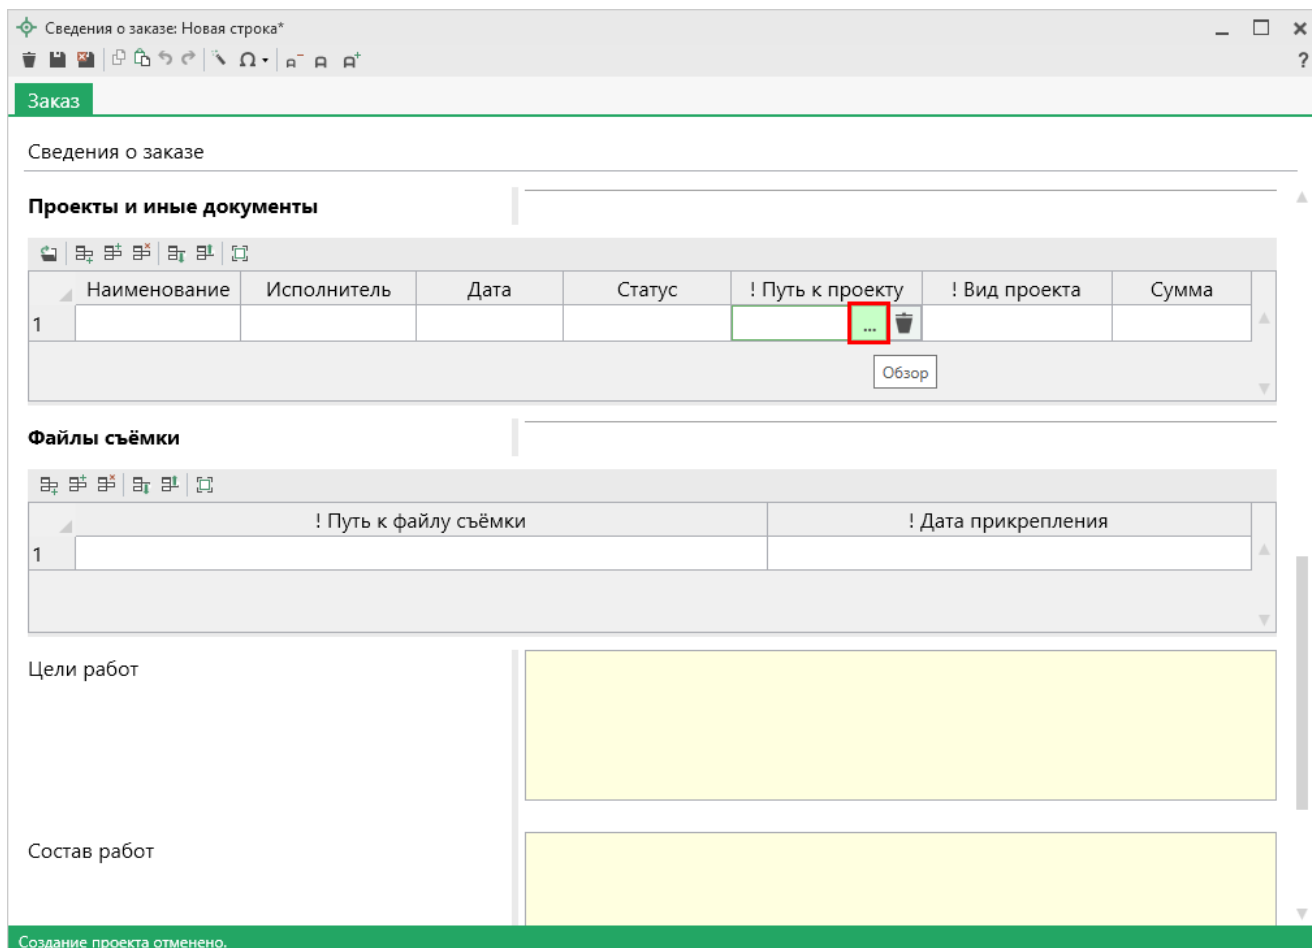 Сведения о заказе: Новая строка*
Ω
?
Заказ
Сведения о заказе
Проекты и иные документы
Наименование Исполнитель Дата Статус ! Путь к проекту ! Вид проекта Сумма
1 ...
Обзор
Файлы съёмки
! Путь к файлу съёмки ! Дата прикрепления
1
Цели работ
Состав работ
Создание проекта отменено.